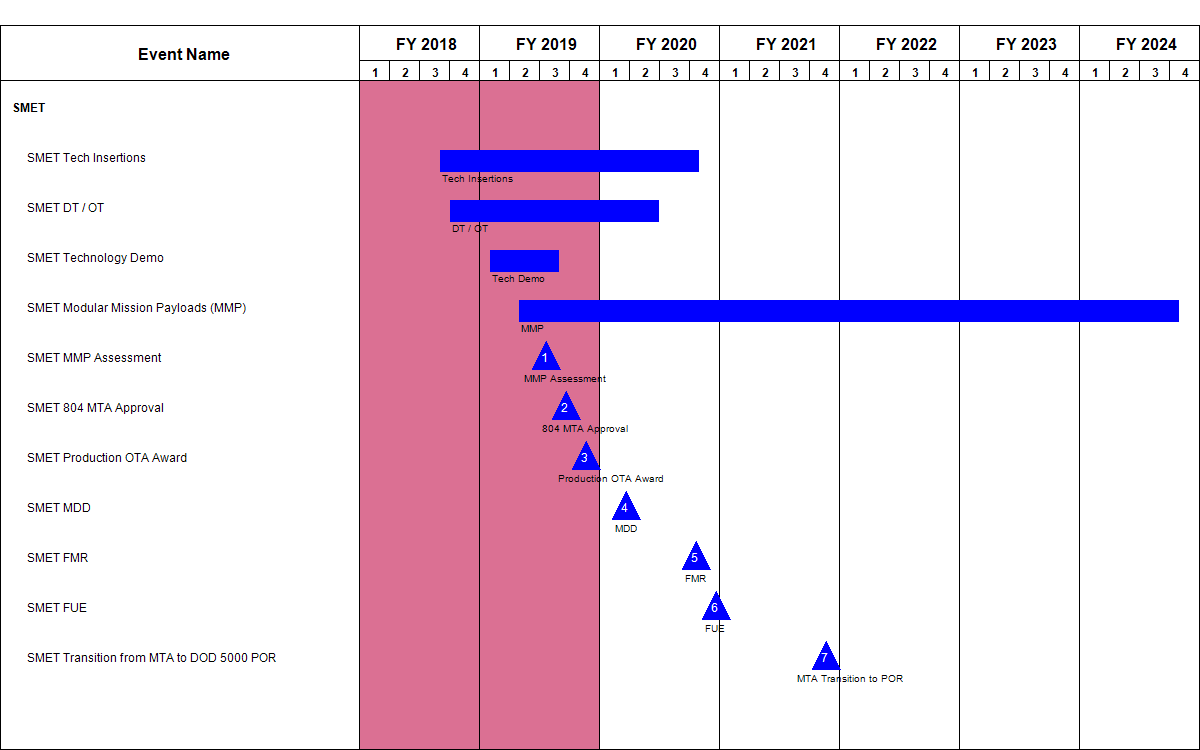 Event Name
FY 2018 FY 2019 FY 2020 FY 2021 FY 2022 FY 2023 FY 2024
1 2 3 4 1 2 3 4 1 2 3 4 1 2 3 4 1 2 3 4 1 2 3 4 1 2 3 4
SMET
SMET Tech Insertions
Tech Insertions
SMET DT / OT
DT / OT
SMET Technology Demo
Tech Demo
SMET Modular Mission Payloads (MMP)
MMP
SMET MMP Assessment
1
MMP Assessment
SMET 804 MTA Approval
2
804 MTA Approval
SMET Production OTA Award
3
Production OTA Award
SMET MDD
4
MDD
SMET FMR
5
FMR
SMET FUE
6
FUE
SMET Transition from MTA to DOD 5000 POR
7
MTA Transition to POR